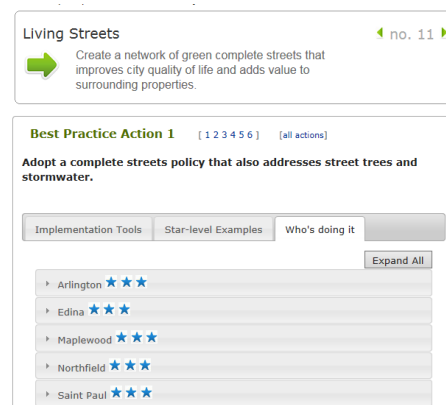 Living Streets
no. 11
Create a network of green complete streets that
improves city quality of life and adds value to
surrounding properties.
Best Practice Action 1 [ 1 2 3 4 5 6 ] [all actions]
Adopt a complete streets policy that also addresses street trees and
stormwater.
Implementation Tools Star-level Examples Who's doing it
Expand All
Arlington
Edina
Maplewood
Northfield
Saint Paul